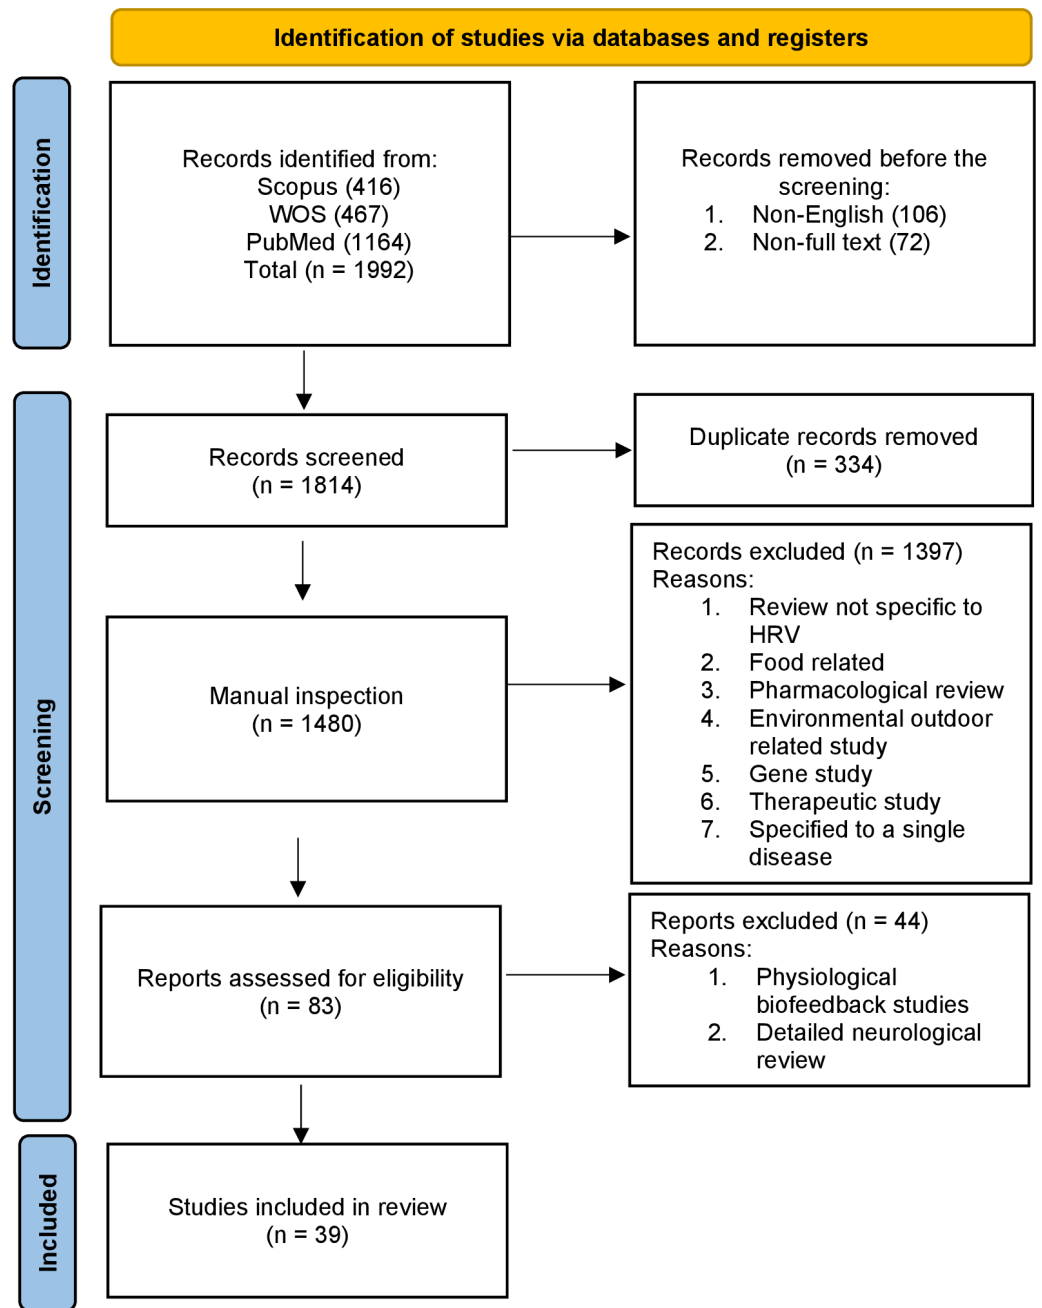 Identification of studies via databases and registers
Identification
Records identified from:
Scopus (416)
WOS (467)
PubMed (1164)
Total (n = 1992)
Records removed before the
screening:
1. Non-English (106)
2. Non-full text (72)
Screening
Records screened
(n = 1814)
Duplicate records removed
(n = 334)
Manual inspection
(n = 1480)
Records excluded (n = 1397)
Reasons:
1. Review not specific to
HRV
2. Food related
3. Pharmacological review
4. Environmental outdoor
related study
5. Gene study
6. Therapeutic study
7. Specified to a single
disease
Reports assessed for eligibility
(n = 83)
Reports excluded (n = 44)
Reasons:
1. Physiological
biofeedback studies
2. Detailed neurological
review
Included
Studies included in review
(n = 39)